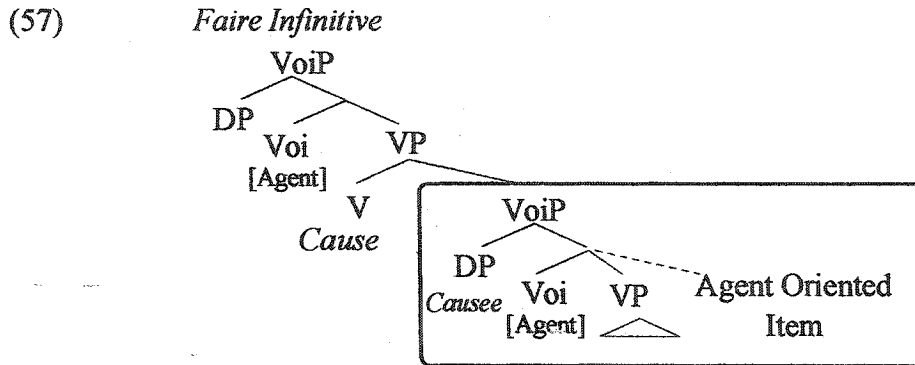 (57) Faire Infinitive
VoiP
DP
Voi VP
[Agent]
V VoiP
Cause
DP
Causee Voi VP Agent Oriented
[Agent] Item